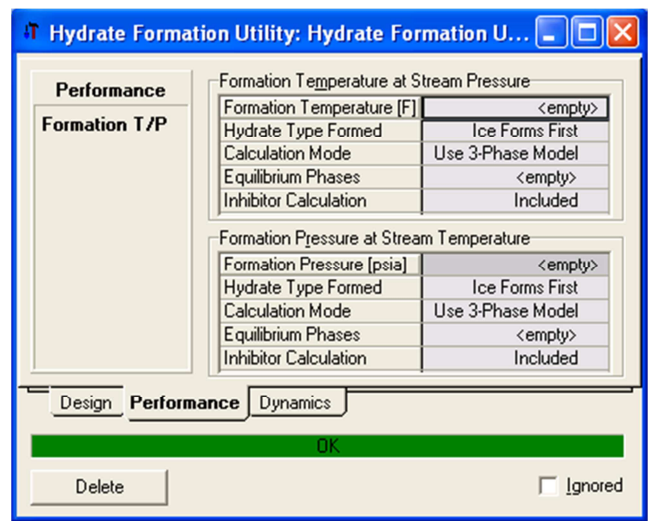 Hydrate Formation Utility: Hydrate Formation U...
Performance
Formation T/P
Formation Temperature at Stream Pressure
Formation Temperature [F] <empty>
Hydrate Type Formed Ice Forms First
Calculation Mode Use 3-Phase Model
Equilibrium Phases <empty>
Inhibitor Calculation Included
Formation Pressure at Stream Temperature
Formation Pressure [psia] <empty>
Hydrate Type Formed Ice Forms First
Calculation Mode Use 3-Phase Model
Equilibrium Phases <empty>
Inhibitor Calculation Included
Design Performance Dynamics
OK
Delete Ignored